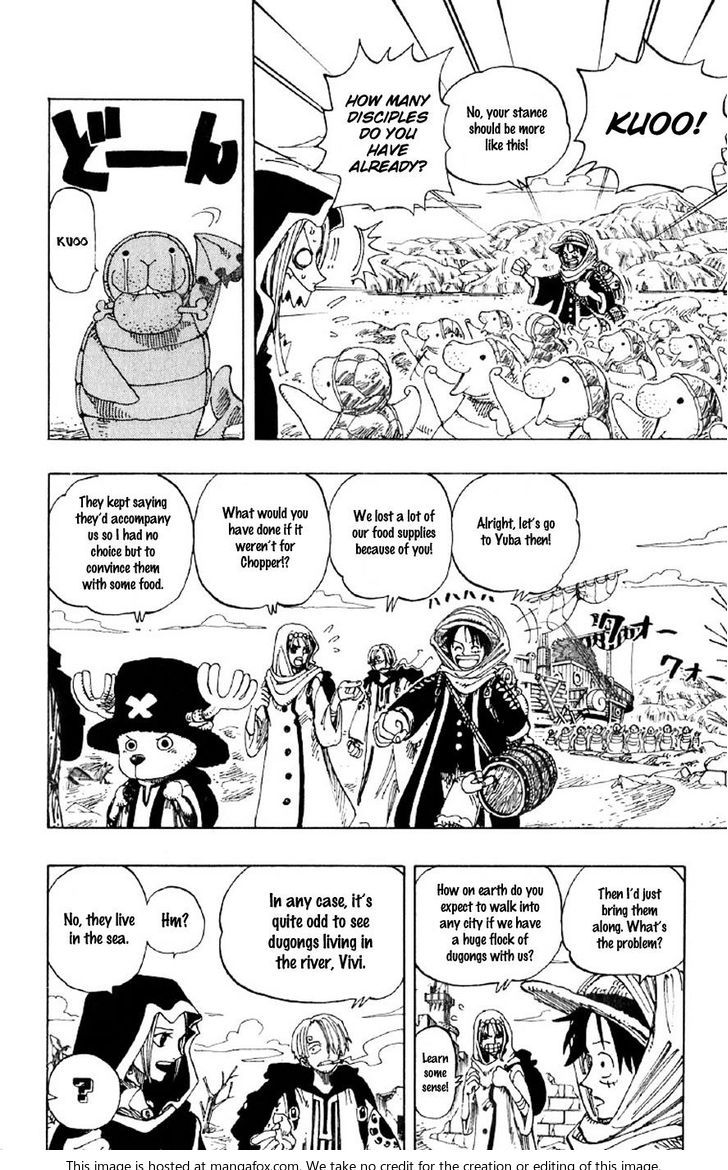 KUOO!
No, your stance
should be more
like this!
HOW MANY
DISCIPLES
DO YOU
HAVE
ALREADY?
どーん
KUOO
Alright, let's go
to Yuba then!
We lost a lot of
our food supplies
because of you!
What would you
have done if it
weren't for
Chopper!?
They kept saying
they'd accompany
us so I had no
choice but to
convince them
with some food.
クオー
クオー
Then I'd just
bring them
along. What's
the problem?
How on earth do you
expect to walk into
any city if we have
a huge flock of
dugongs with us?
Learn
some
sense!
In any case, it's
quite odd to see
dugongs living in
the river, Vivi.
Hm?
No, they live
in the sea.
?
This image is hosted at mangafox.com. We take no credit for the creation or editing of this image.